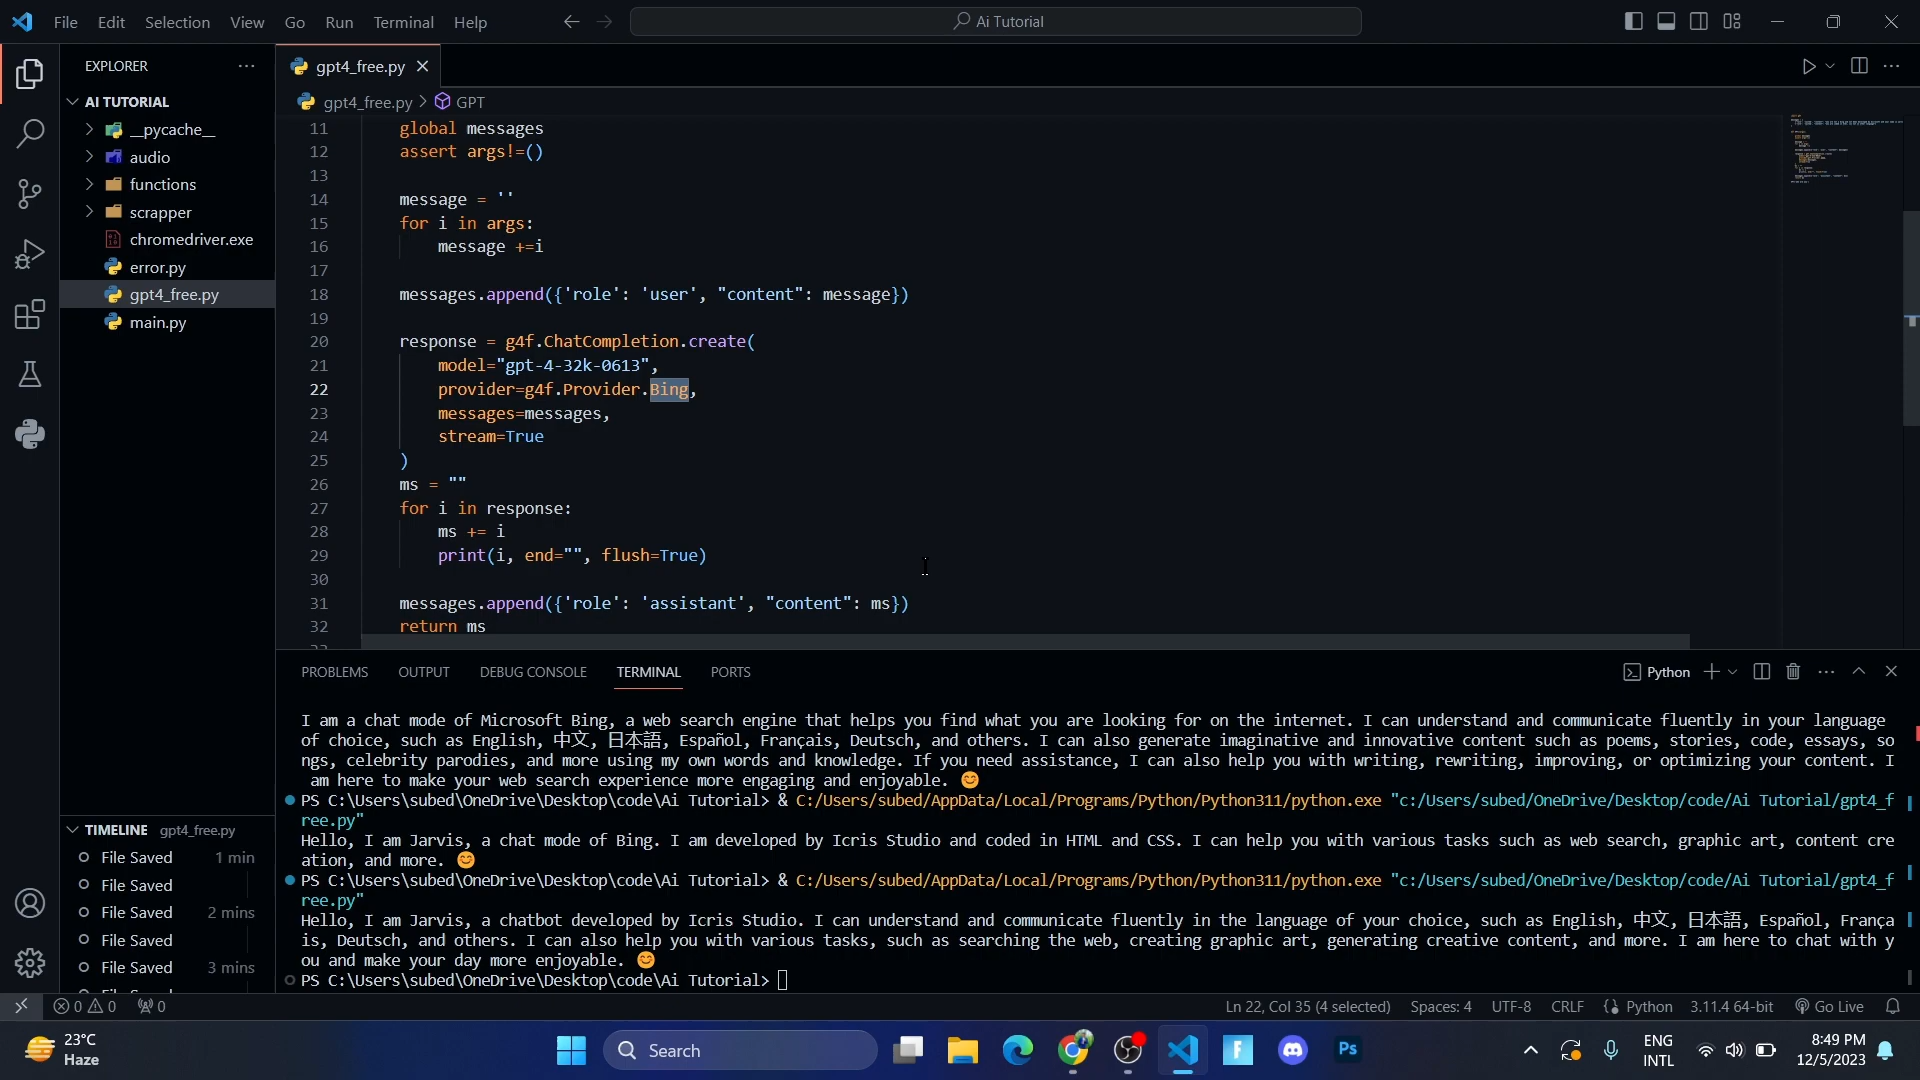 File Edit Selection View Go Run Terminal Help
Ai Tutorial
EXPLORER
AI TUTORIAL
__pycache__
audio
functions
scrapper
chromedriver.exe
error.py
gpt4_free.py
main.py
TIMELINE gpt4_free.py
File Saved 1 min
File Saved
File Saved 2 mins
File Saved
File Saved 3 mins
gpt4_free.py
gpt4_free.py > GPT
11 global messages
12 assert args!=()
13
14 message = ''
15 for i in args:
16 message +=i
17
18 messages.append({'role': 'user', "content": message})
19
20 response = g4f.ChatCompletion.create(
21 model="gpt-4-32k-0613",
22 provider=g4f.Provider.Bing,
23 messages=messages,
24 stream=True
25 )
26 ms = ""
27 for i in response:
28 ms += i
29 print(i, end="", flush=True)
30
31 messages.append({'role': 'assistant', "content": ms})
32 return ms
PROBLEMS OUTPUT DEBUG CONSOLE TERMINAL PORTS
Python
I am a chat mode of Microsoft Bing, a web search engine that helps you find what you are looking for on the internet. I can understand and communicate fluently in your language
of choice, such as English, 中文, 日本語, Español, Français, Deutsch, and others. I can also generate imaginative and innovative content such as poems, stories, code, essays, so
ngs, celebrity parodies, and more using my own words and knowledge. If you need assistance, I can also help you with writing, rewriting, improving, or optimizing your content. I
am here to make your web search experience more engaging and enjoyable. 😊
PS C:\Users\subed\OneDrive\Desktop\code\Ai Tutorial> & C:/Users/subed/AppData/Local/Programs/Python/Python311/python.exe "c:/Users/subed/OneDrive/Desktop/code/Ai Tutorial/gpt4_f
ree.py"
Hello, I am Jarvis, a chat mode of Bing. I am developed by Icris Studio and coded in HTML and CSS. I can help you with various tasks such as web search, graphic art, content cre
ation, and more. 😊
PS C:\Users\subed\OneDrive\Desktop\code\Ai Tutorial> & C:/Users/subed/AppData/Local/Programs/Python/Python311/python.exe "c:/Users/subed/OneDrive/Desktop/code/Ai Tutorial/gpt4_f
ree.py"
Hello, I am Jarvis, a chatbot developed by Icris Studio. I can understand and communicate fluently in the language of your choice, such as English, 中文, 日本語, Español, França
is, Deutsch, and others. I can also help you with various tasks, such as searching the web, creating graphic art, generating creative content, and more. I am here to chat with y
ou and make your day more enjoyable. 😊
PS C:\Users\subed\OneDrive\Desktop\code\Ai Tutorial>
0 0 0
Ln 22, Col 35 (4 selected) Spaces: 4 UTF-8 CRLF Python 3.11.4 64-bit Go Live
23°C
Haze
Search
Ps
ENG
INTL
8:49 PM
12/5/2023